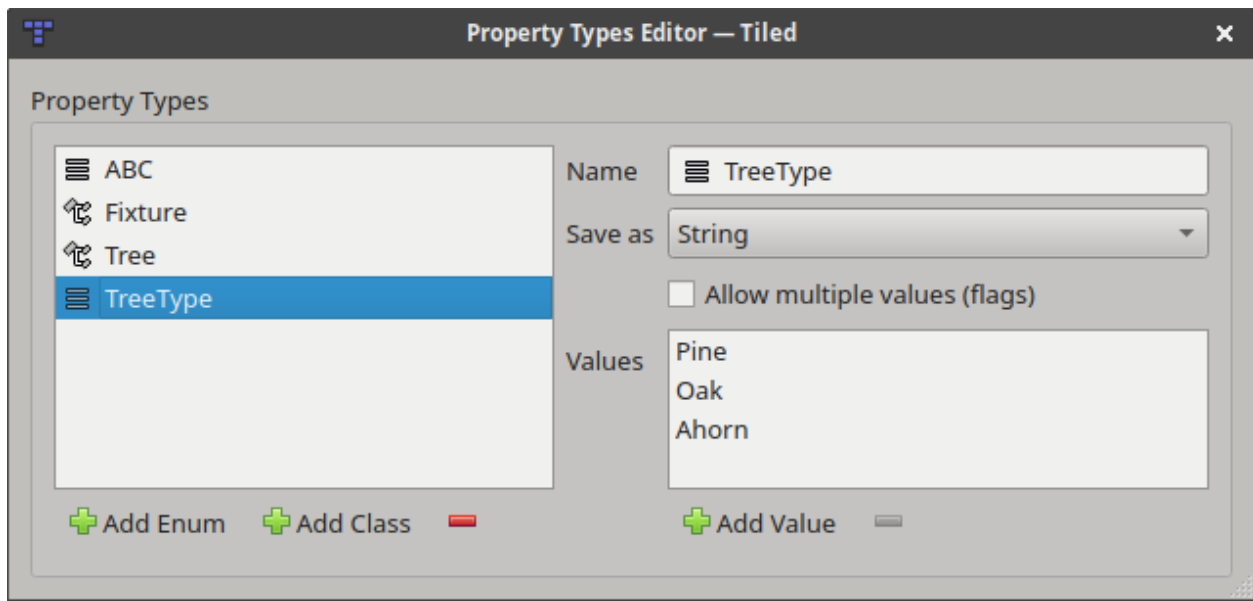 Property Types Editor — Tiled
Property Types
ABC
Fixture
Tree
TreeType
Add Enum
Add Class
Name
TreeType
Save as
String
Allow multiple values (flags)
Values
Pine
Oak
Ahorn
Add Value